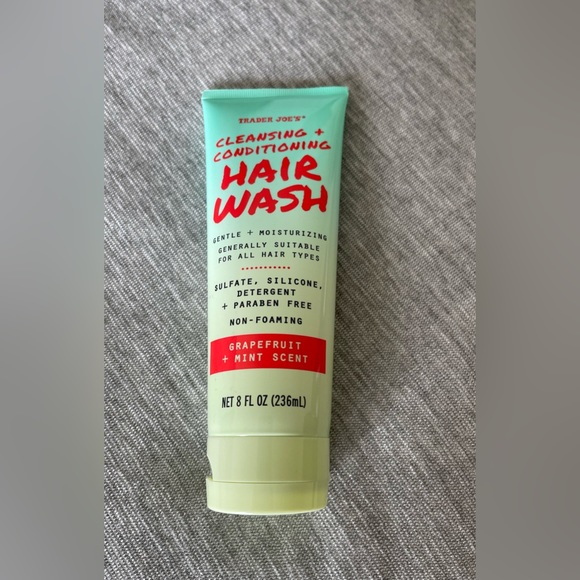 TRADER JOE'S
CLEANSING +
CONDITIONING
HAIR
WASH
GENTLE + MOISTURIZING
GENERALLY SUITABLE
FOR ALL HAIR TYPES
SULFATE, SILICONE,
DETERGENT
+ PARABEN FREE
NON-FOAMING
GRAPEFRUIT
+ MINT SCENT
NET 8 FL OZ (236mL)